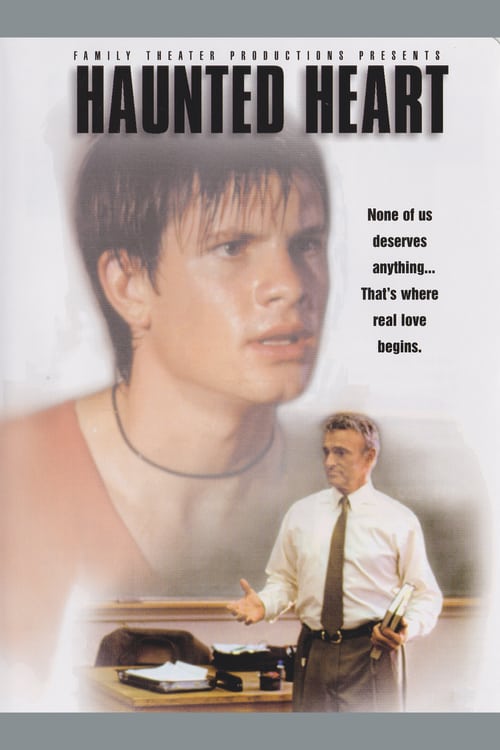 FAMILY THEATER PRODUCTIONS PRESENTS
HAUNTED HEART
None of us
deserves
anything...
That's where
real love
begins.